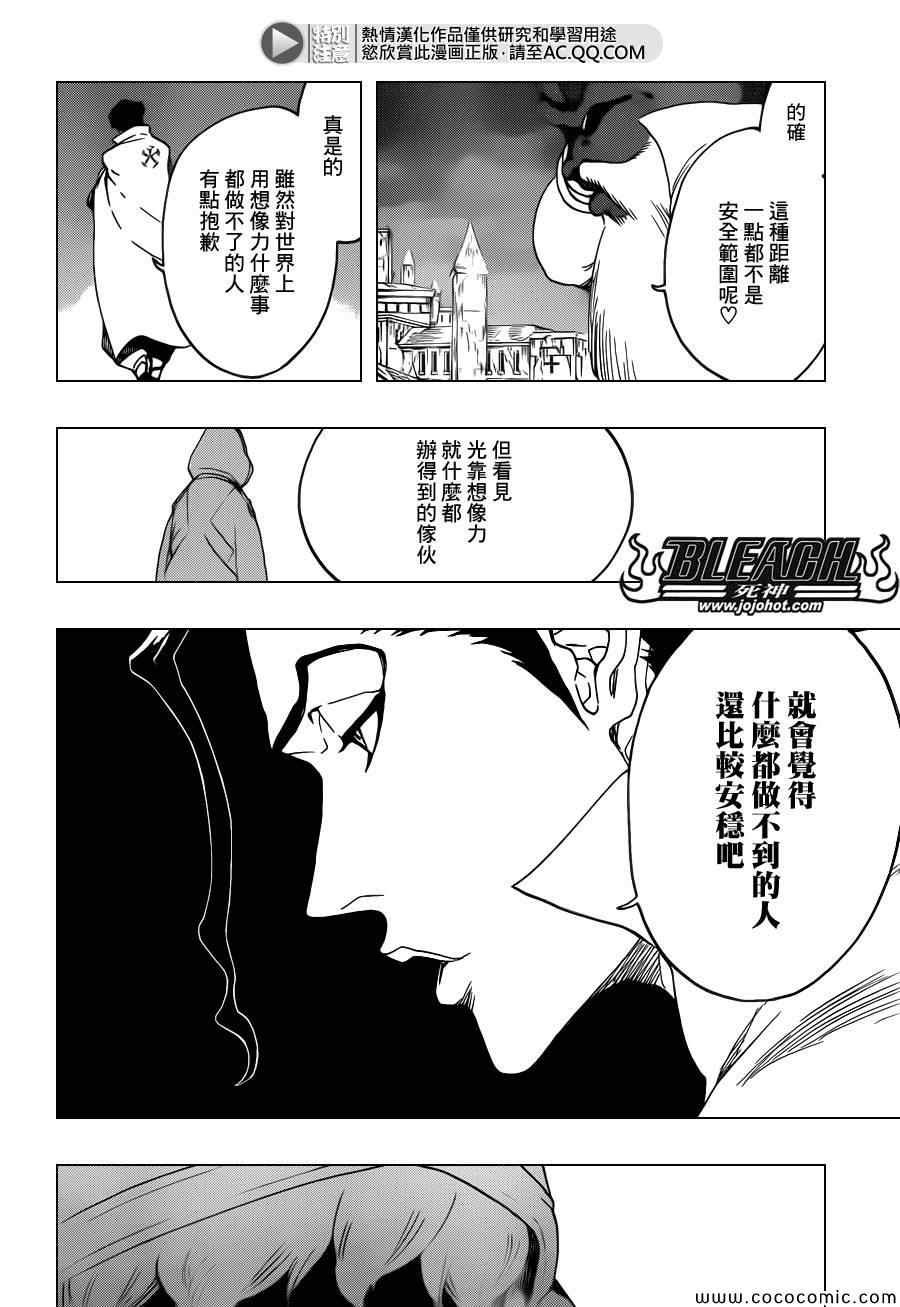 特別
注意
熱情漢化作品僅供研究和學習用途
慾欣賞此漫画正版·請至AC.QQ.COM
的確
這種距離
一點都不是
安全範圍呢♡
真是的
雖然對世界上
用想像力什麼事
都做不了的人
有點抱歉
但看見
光靠想像力
就什麼都
辦得到的傢伙
BLEACH
死神
www.jojohot.com
就會覺得
什麼都做不到的人
還比較安穩吧
www.cococomic.com